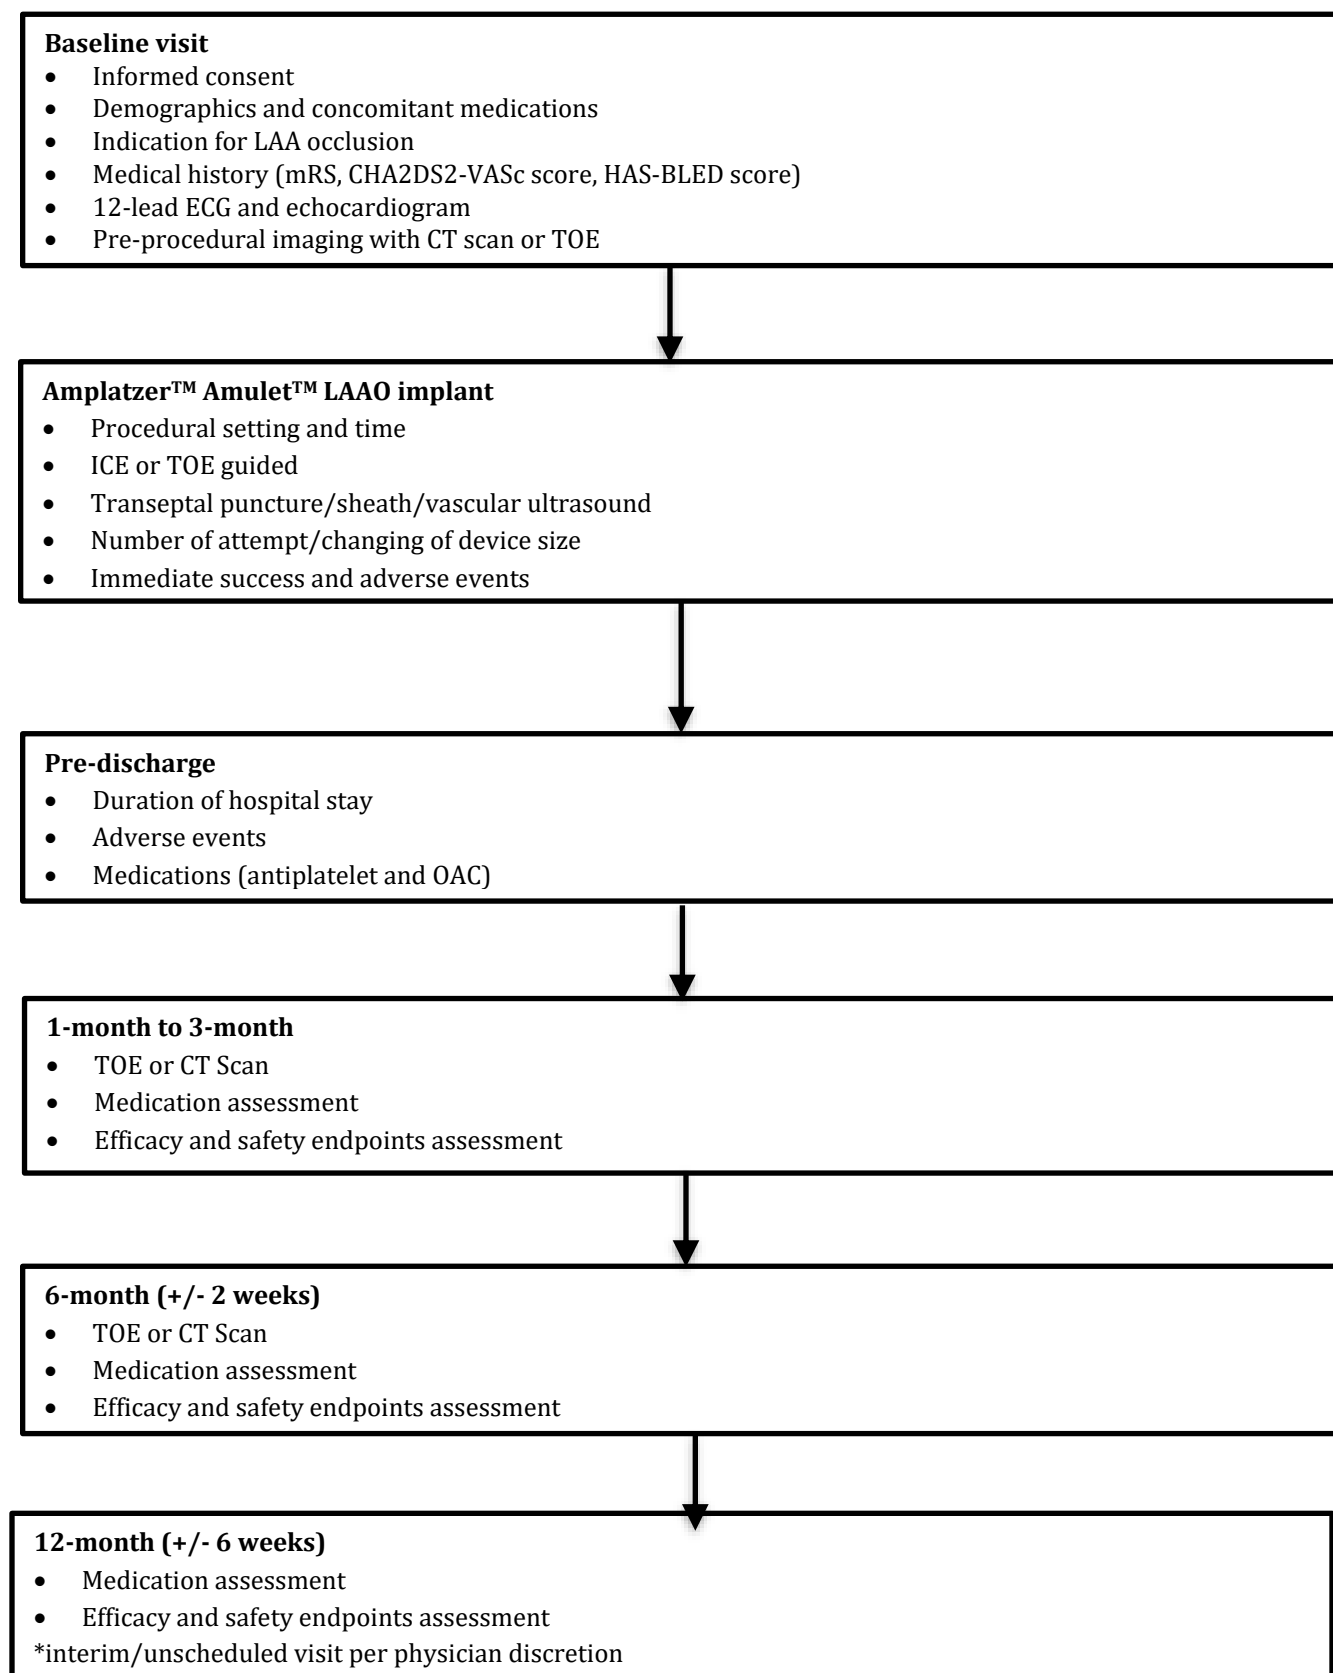 Baseline visit
• Informed consent
• Demographics and concomitant medications
• Indication for LAA occlusion
• Medical history (mRS, CHA2DS2-VASc score, HAS-BLED score)
• 12-lead ECG and echocardiogram
• Pre-procedural imaging with CT scan or TOE
Amplatzer™ Amulet™ LAAO implant
• Procedural setting and time
• ICE or TOE guided
• Transeptal puncture/sheath/vascular ultrasound
• Number of attempt/changing of device size
• Immediate success and adverse events
Pre-discharge
• Duration of hospital stay
• Adverse events
• Medications (antiplatelet and OAC)
1-month to 3-month
• TOE or CT Scan
• Medication assessment
• Efficacy and safety endpoints assessment
6-month (+/- 2 weeks)
• TOE or CT Scan
• Medication assessment
• Efficacy and safety endpoints assessment
12-month (+/- 6 weeks)
• Medication assessment
• Efficacy and safety endpoints assessment
*interim/unscheduled visit per physician discretion